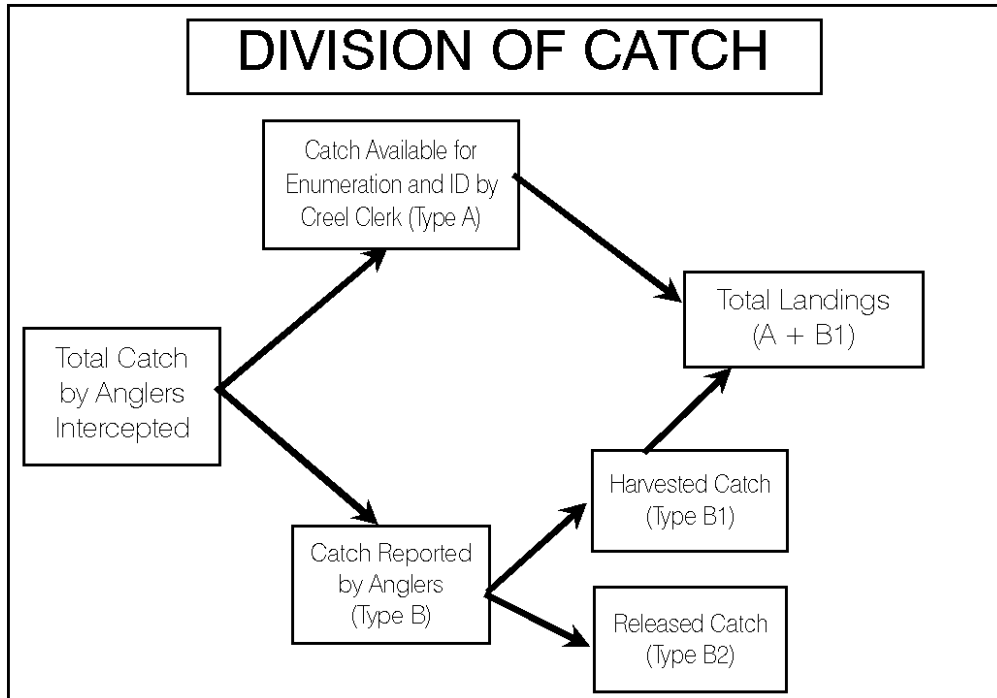 DIVISION OF CATCH
Catch Available for
Enumeration and ID by
Creel Clerk (Type A)
Total Landings
(A + B1)
Total Catch
by Anglers
Intercepted
Harvested Catch
(Type B1)
Catch Reported
by Anglers
(Type B)
Released Catch
(Type B2)